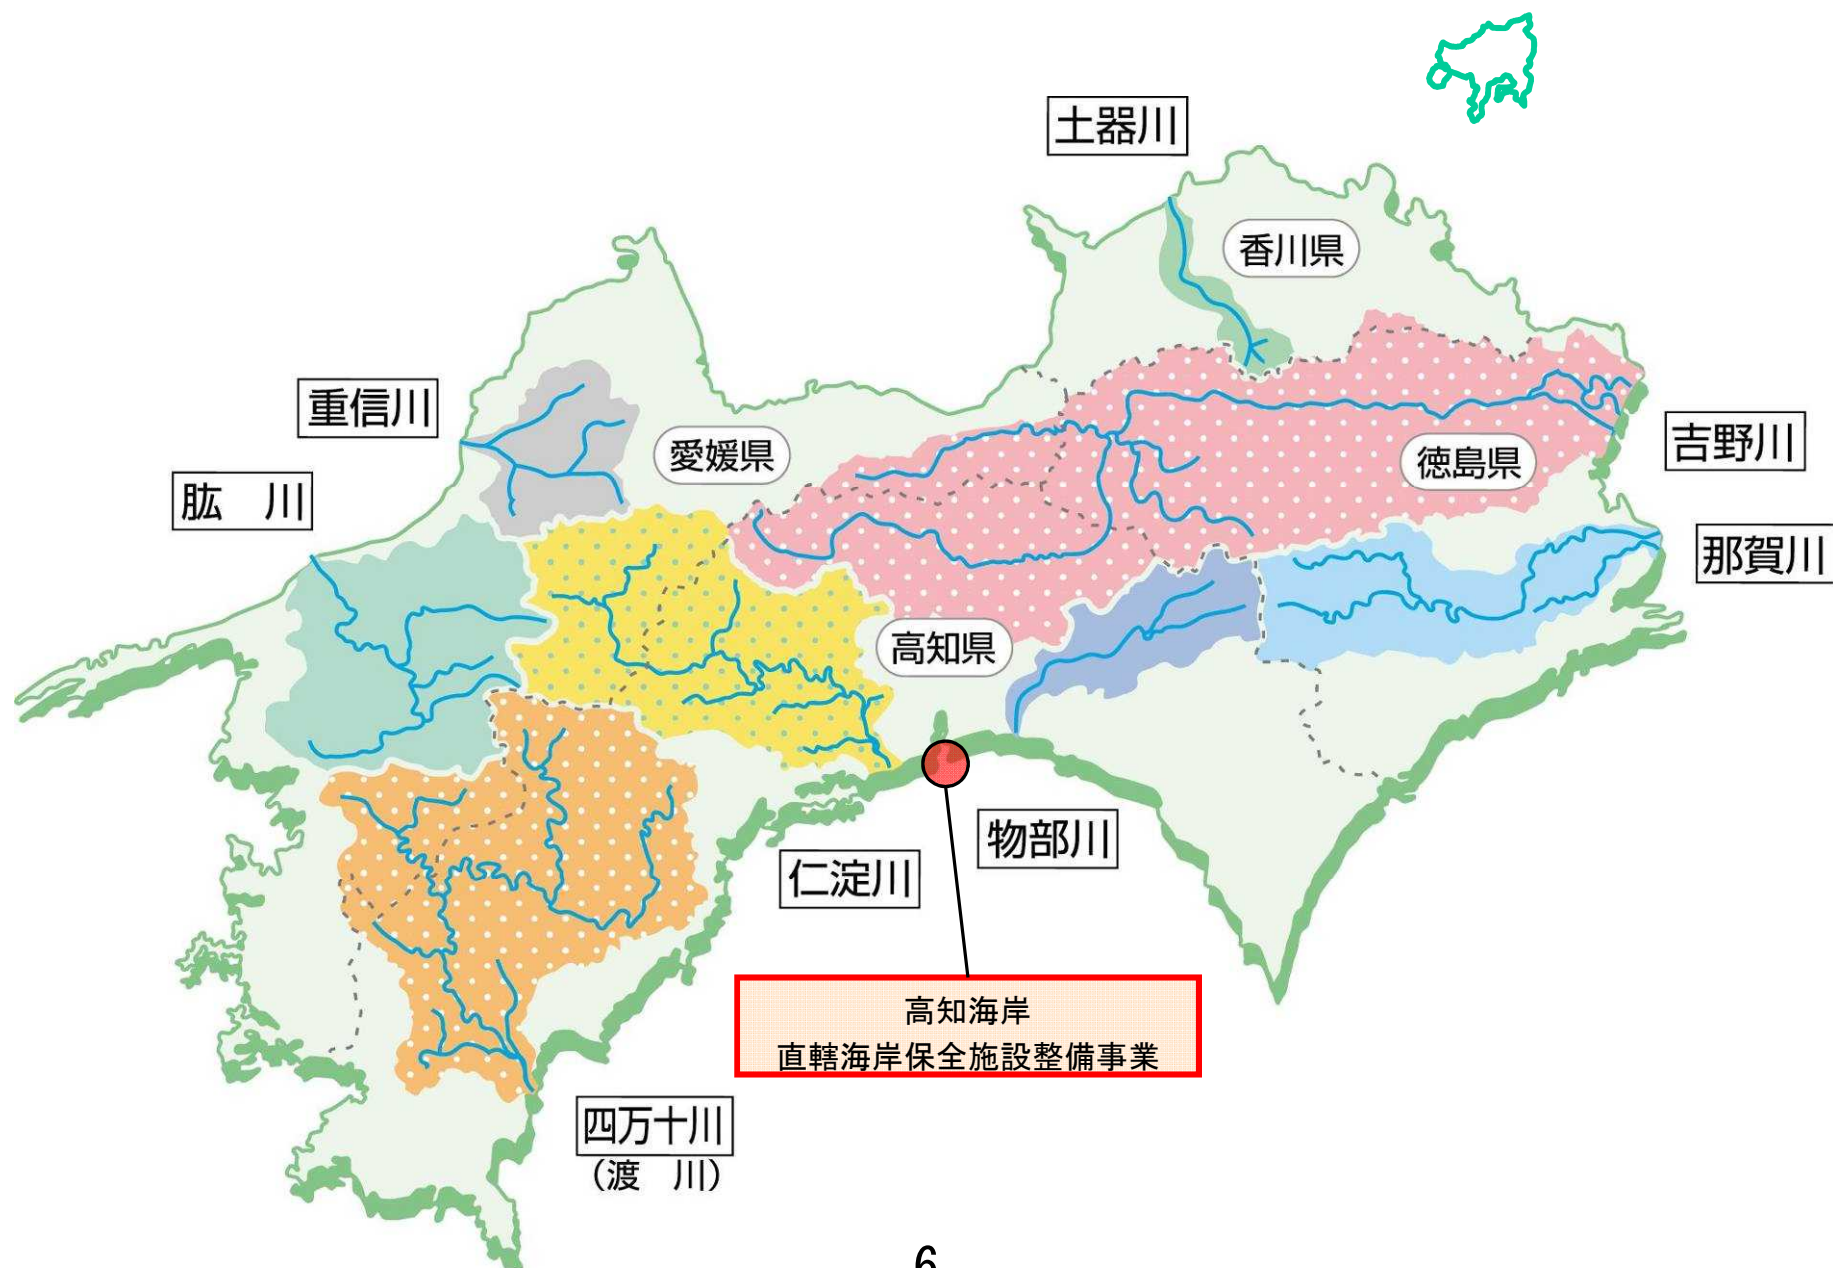 土器川
香川県
重信川
愛媛県
吉野川
徳島県
肱　川
那賀川
高知県
物部川
仁淀川
高知海岸
直轄海岸保全施設整備事業
四万十川
（渡　川）
6